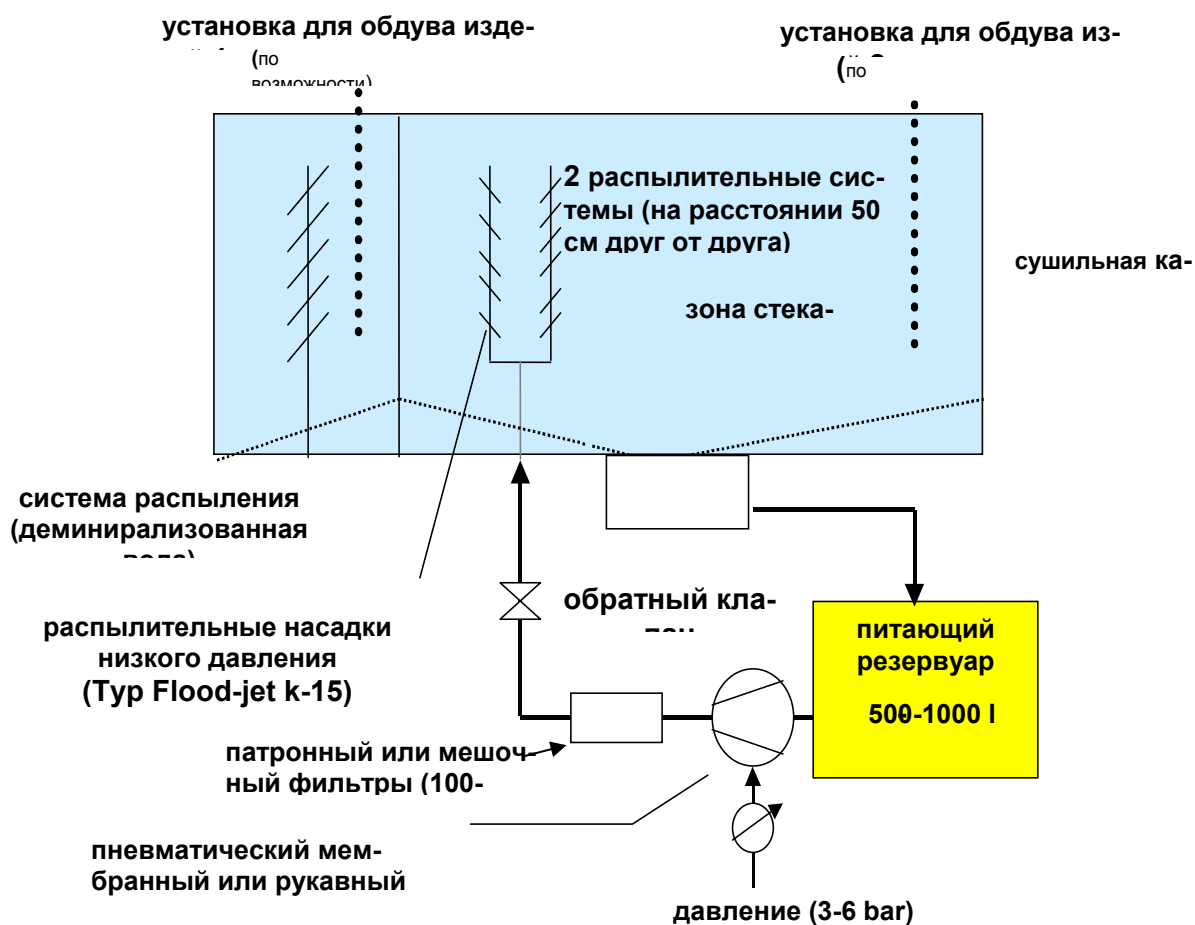 установка для обдува изде-
(по
возможности)
установка для обдува из-
(по
2 распылительные сис-
темы (на расстоянии 50
см друг от друга)
сушильная ка-
зона стека-
система распыления
(деминирализованная
вода)
обратный кла-
пан
распылительные насадки
низкого давления
(Typ Flood-jet k-15)
питающий
резервуар
500-1000 l
патронный или мешоч-
ный фильтры (100-
пневматический мем-
бранный или рукавный
давление (3-6 bar)